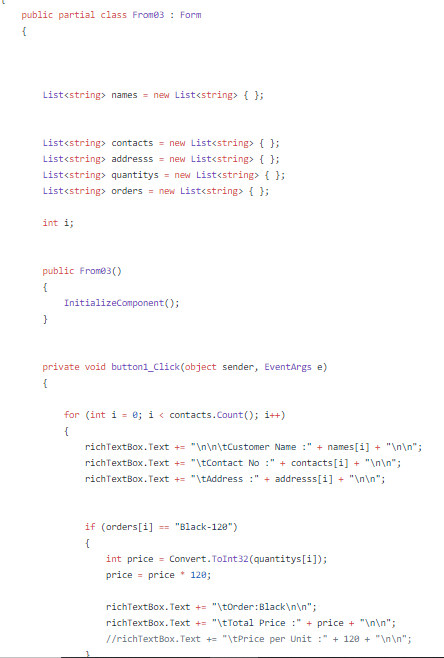 {
public partial class From03 : Form
{
List<string> names = new List<string> { };
List<string> contacts = new List<string> { };
List<string> addresss = new List<string> { };
List<string> quantitys = new List<string> { };
List<string> orders = new List<string> { };
int i;
public From03()
{
InitializeComponent();
}
private void button1_Click(object sender, EventArgs e)
{
for (int i = 0; i < contacts.Count(); i++)
{
richTextBox.Text += "\n\n\tCustomer Name :" + names[i] + "\n\n";
richTextBox.Text += "\tContact No :" + contacts[i] + "\n\n";
richTextBox.Text += "\tAddress :" + addresss[i] + "\n\n";
if (orders[i] == "Black-120")
{
int price = Convert.ToInt32(quantitys[i]);
price = price * 120;
richTextBox.Text += "\tOrder:Black\n\n";
richTextBox.Text += "\tTotal Price :" + price + "\n\n";
//richTextBox.Text += "\tPrice per Unit :" + 120 + "\n\n";
}